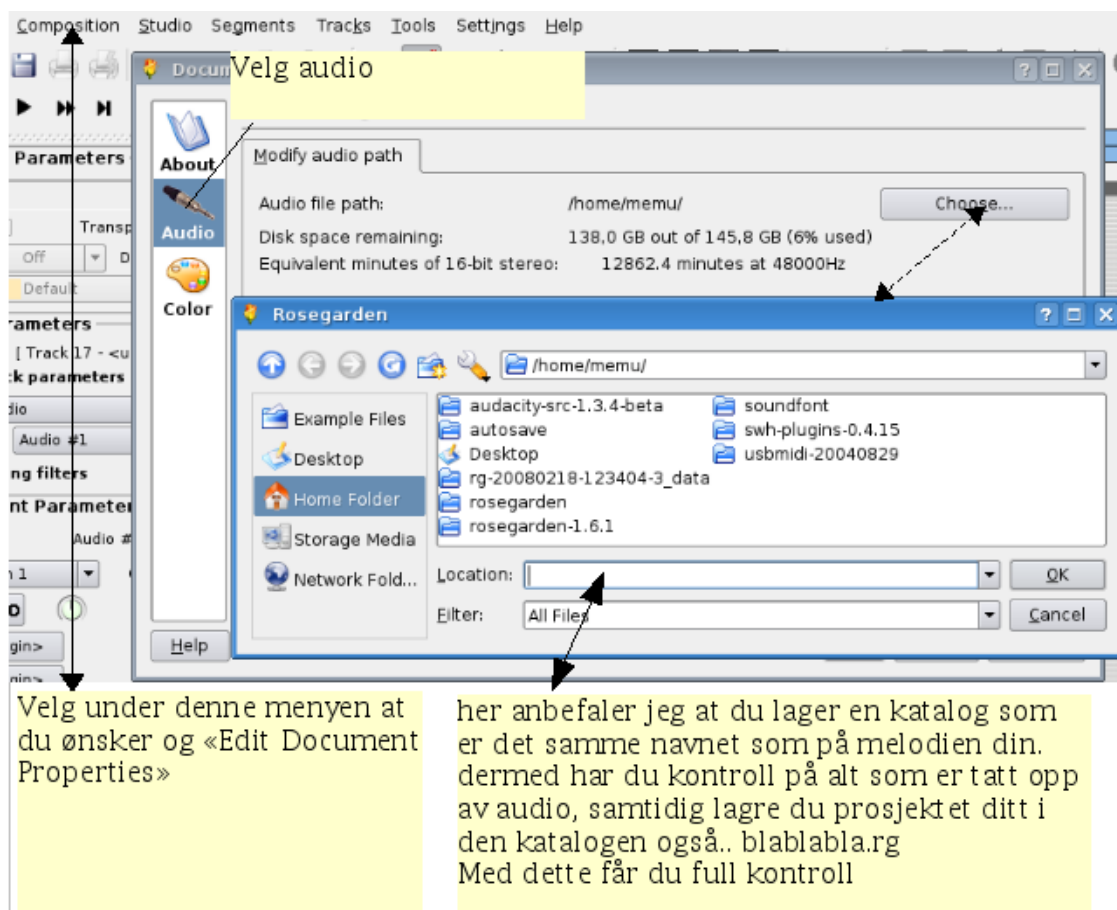 Composition Studio Segments Tracks Tools Settings Help
Docum
Velg audio
Parameters
Transp
Off
D
Default
rameters
[ Track 17 - <u
ck parameters
dio
Audio #1
ng filters
nt Parameter
Audio #
n 1
gin>
gin>
About
Audio
Color
Help
Modify audio path
Audio file path: /home/memu/ Choose...
Disk space remaining: 138,0 GB out of 145,8 GB (6% used)
Equivalent minutes of 16-bit stereo: 12862.4 minutes at 48000Hz
Rosegarden
/home/memu/
Example Files
Desktop
Home Folder
Storage Media
Network Fold...
audacity-src-1.3.4-beta
autosave
Desktop
rg-20080218-123404-3_data
rosegarden
rosegarden-1.6.1
soundfont
swh-plugins-0.4.15
usbmidi-20040829
Location: OK
Filter: All Files Cancel
Velg under denne menyen at
du ønsker og «Edit Document
Properties»
her anbefaler jeg at du lager en katalog som
er det samme navnet som på melodien din.
dermed har du kontroll på alt som er tatt opp
av audio, samtidig lagre du prosjektet ditt i
den katalogen også.. blablabla.rg
Med dette får du full kontroll